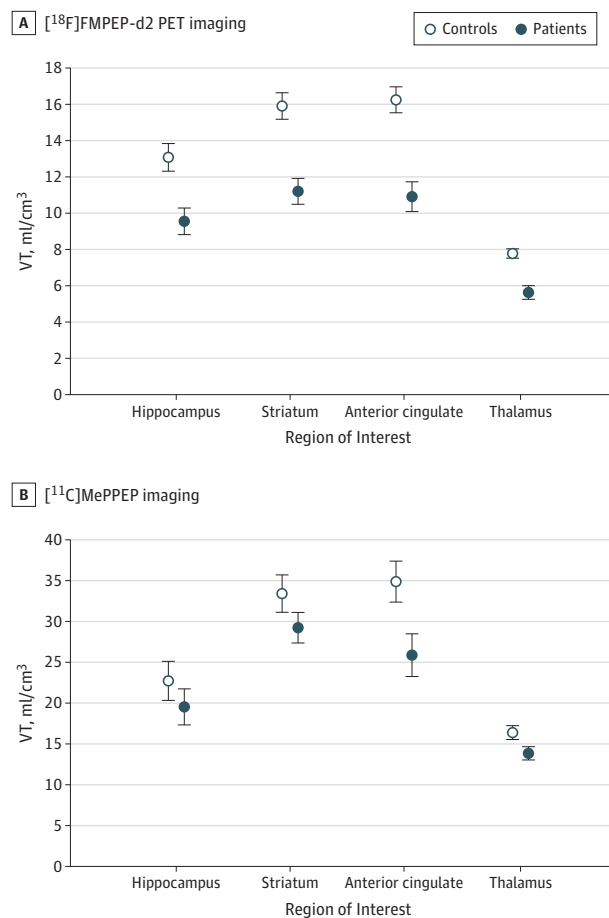 A [18F]FMPEP-d2 PET imaging
Controls Patients
18
16
14
12
10
8
6
4
2
0
VT, ml/cm3
Hippocampus Striatum Anterior cingulate Thalamus
Region of Interest
B [11C]MePPEP imaging
40
35
30
25
20
15
10
5
0
VT, ml/cm3
Hippocampus Striatum Anterior cingulate Thalamus
Region of Interest